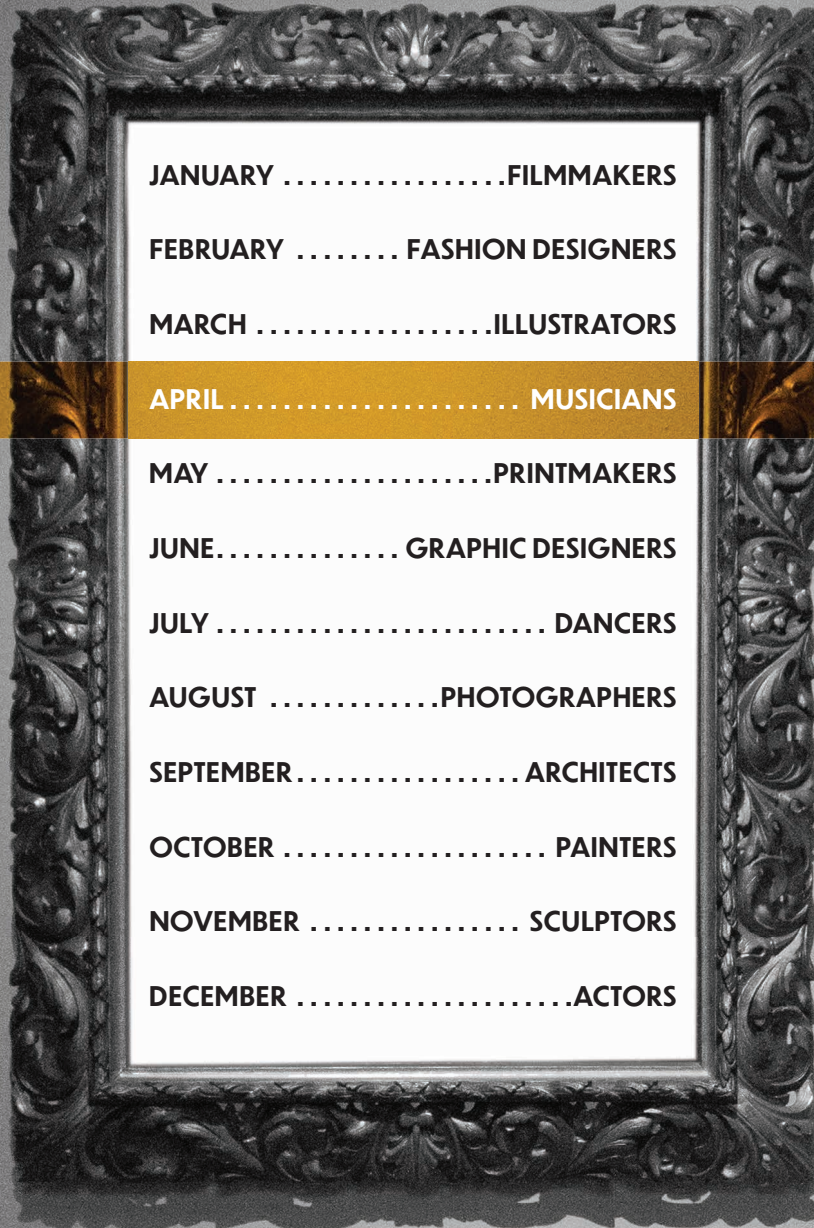 JANUARY .................FILMMAKERS
FEBRUARY ........ FASHION DESIGNERS
MARCH ..................ILLUSTRATORS
APRIL...................... MUSICIANS
MAY .....................PRINTMAKERS
JUNE.............. GRAPHIC DESIGNERS
JULY ......................... DANCERS
AUGUST .............PHOTOGRAPHERS
SEPTEMBER................. ARCHITECTS
OCTOBER .................... PAINTERS
NOVEMBER ................ SCULPTORS
DECEMBER .....................ACTORS